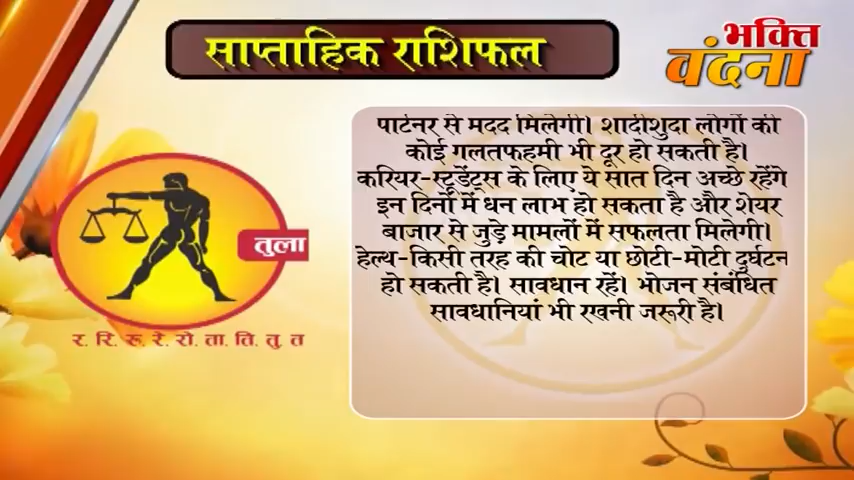 साप्ताहिक राशिफल
भक्ति
वंदना
पार्टनर से मदद मिलेगी। शादीशुदा लोगों की
कोई गलतफहमी भी दूर हो सकती है।
करियर-स्टूडेंट्स के लिए ये सात दिन अच्छे रहेंगे
इन दिनों में धन लाभ हो सकता है और शेयर
बाजार से जुड़े मामलों में सफलता मिलेगी।
हेल्थ-किसी तरह की चोट या छोटी-मोटी दुर्घटन
हो सकती है। सावधान रहें। भोजन संबंधित
सावधानियां भी रखनी जरूरी है।
तुला
र. रि. रू. रे. रो. ता. ति. तु. त